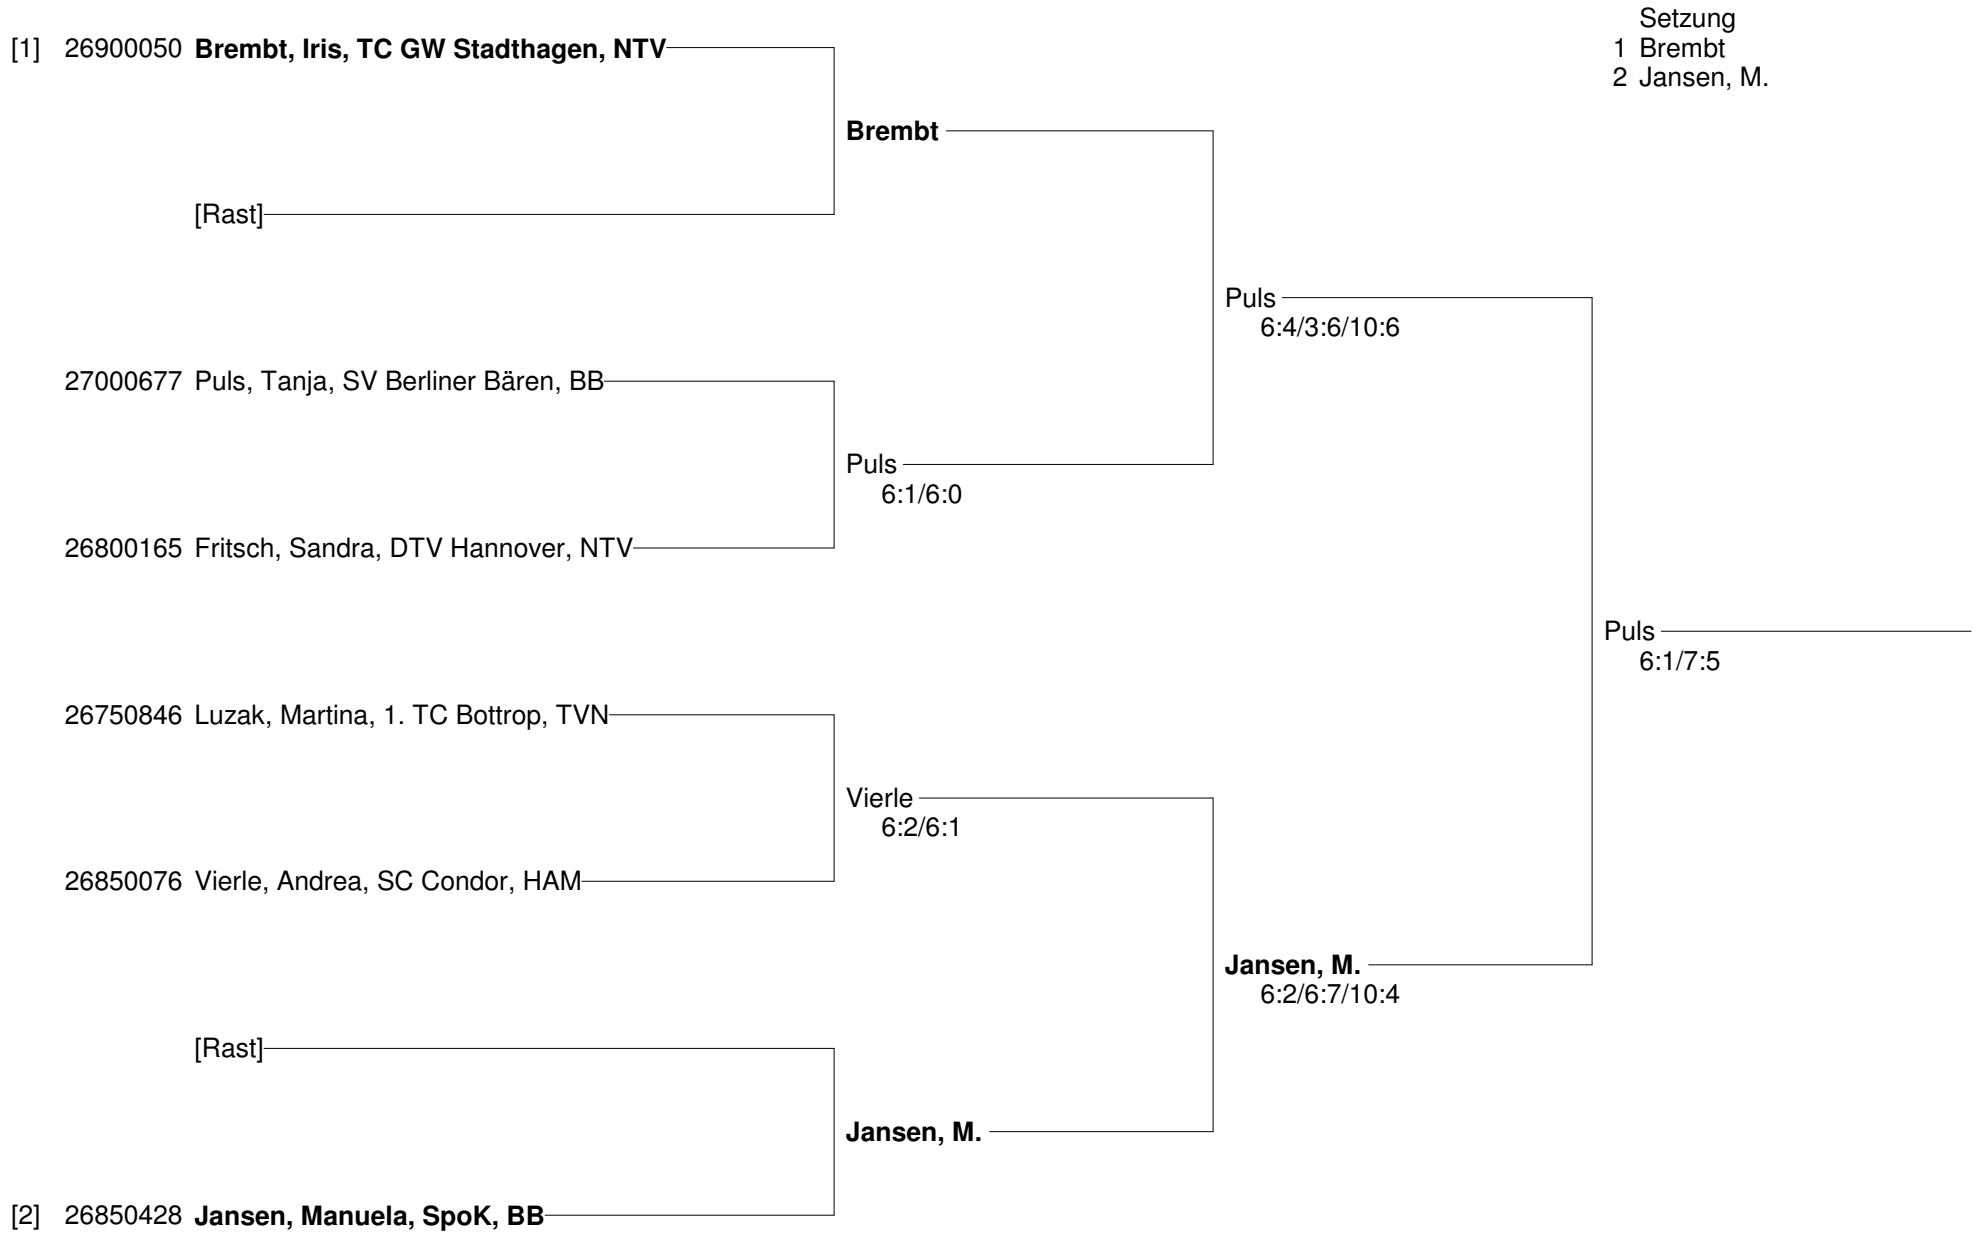 Setzung
1 Brembt
2 Jansen, M.
[1] 26900050 Brembt, Iris, TC GW Stadthagen, NTV
Brembt
[Rast]
Puls
6:4/3:6/10:6
27000677 Puls, Tanja, SV Berliner Bären, BB
Puls
6:1/6:0
26800165 Fritsch, Sandra, DTV Hannover, NTV
Puls
6:1/7:5
26750846 Luzak, Martina, 1. TC Bottrop, TVN
Vierle
6:2/6:1
26850076 Vierle, Andrea, SC Condor, HAM
Jansen, M.
6:2/6:7/10:4
[Rast]
Jansen, M.
[2] 26850428 Jansen, Manuela, SpoK, BB